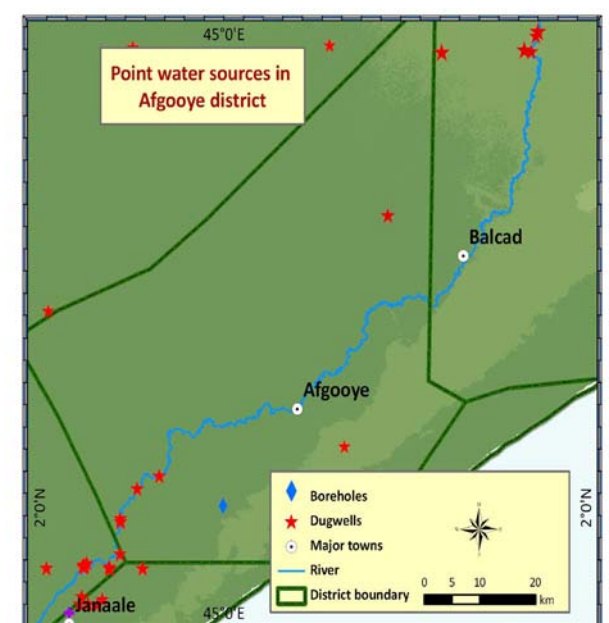 45°0'E
Point water sources in
Afgooye district
Balcad
Afgooye
2°0'N
2°0'N
Boreholes
Dugwells
Major towns
River
District boundary
0 5 10 20
km
Janaale
45°0'E